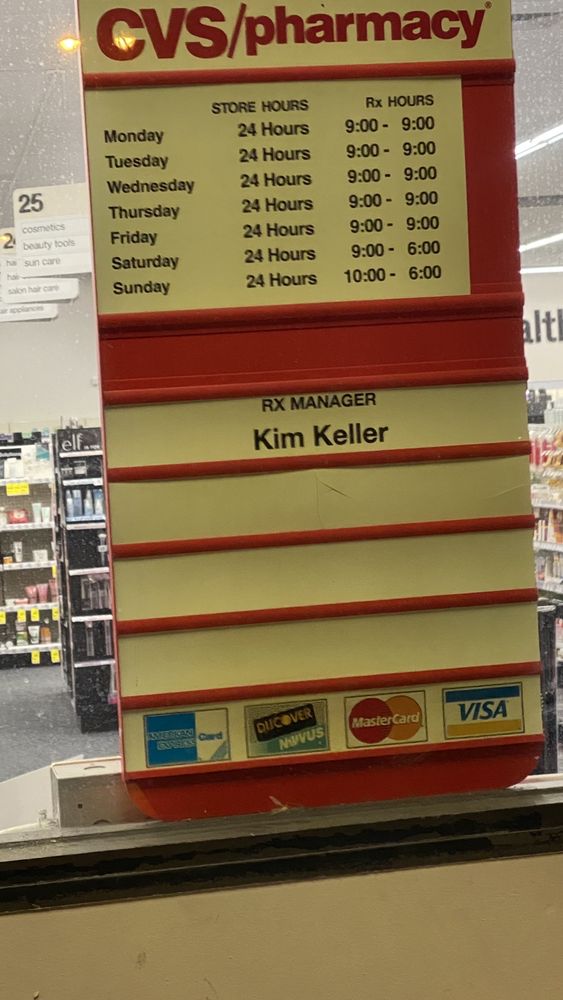 CVS/pharmacy®
STORE HOURS Rx HOURS
Monday 24 Hours 9:00 - 9:00
Tuesday 24 Hours 9:00 - 9:00
Wednesday 24 Hours 9:00 - 9:00
Thursday 24 Hours 9:00 - 9:00
Friday 24 Hours 9:00 - 9:00
Saturday 24 Hours 9:00 - 6:00
Sunday 24 Hours 10:00 - 6:00
25
cosmetics
beauty tools
sun care
salon hair care
elf
RX MANAGER
Kim Keller
AMERICAN EXPRESS Card
DISCOVER
NOVUS
MasterCard
VISA